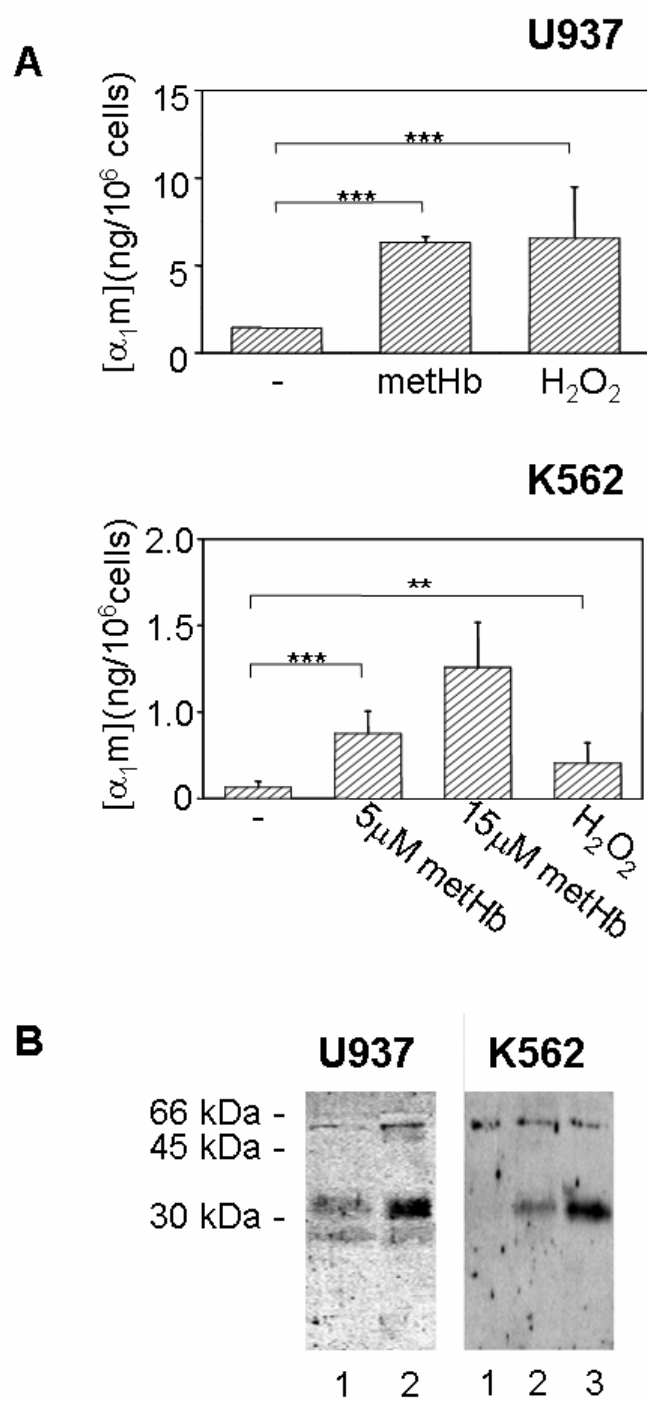 A
U937
[α₁m](ng/10⁶ cells)
15
10
5
0
***
***
-
metHb
H₂O₂
K562
[α₁m](ng/10⁶cells)
2.0
1.5
1.0
0
**
***
-
5μM metHb
15μM metHb
H₂O₂
B
U937
K562
66 kDa -
45 kDa -
30 kDa -
1 2
1 2 3